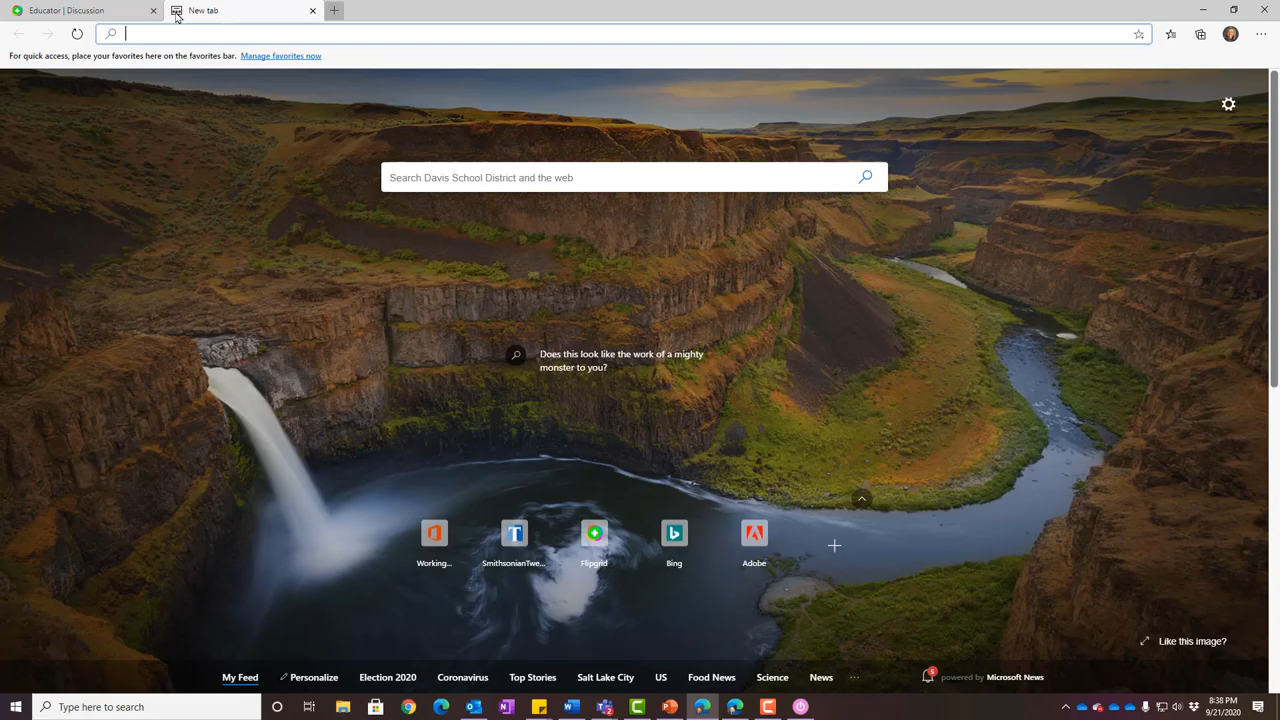 Educator | Discussion
New tab
For quick access, place your favorites here on the favorites bar. Manage favorites now
Search Davis School District and the web
Does this look like the work of a mighty
monster to you?
Working...
SmithsonianTwe...
Flipgrid
Bing
Adobe
Like this image?
My Feed
Personalize
Election 2020
Coronavirus
Top Stories
Salt Lake City
US
Food News
Science
News
powered by Microsoft News
Type here to search
8:38 PM
9/21/2020